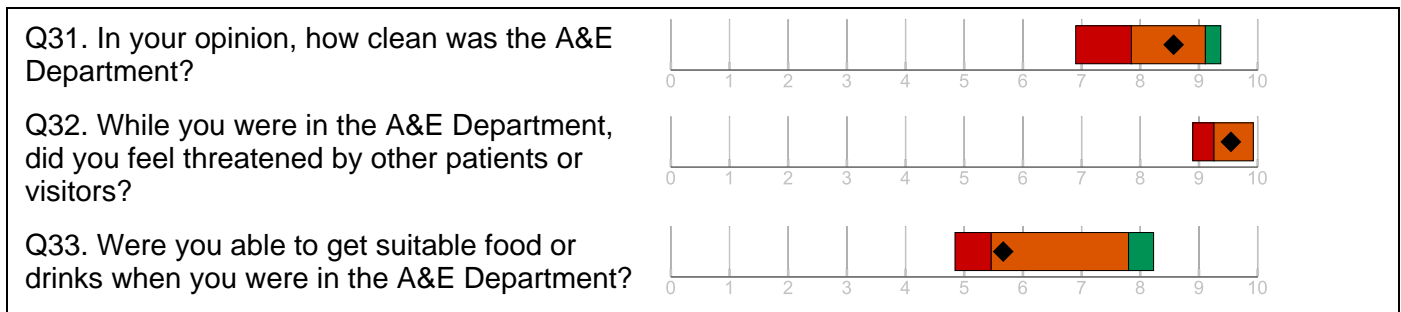 Q31. In your opinion, how clean was the A&E
Department?
0 1 2 3 4 5 6 7 8 9 10
Q32. While you were in the A&E Department,
did you feel threatened by other patients or
visitors?
0 1 2 3 4 5 6 7 8 9 10
Q33. Were you able to get suitable food or
drinks when you were in the A&E Department?
0 1 2 3 4 5 6 7 8 9 10